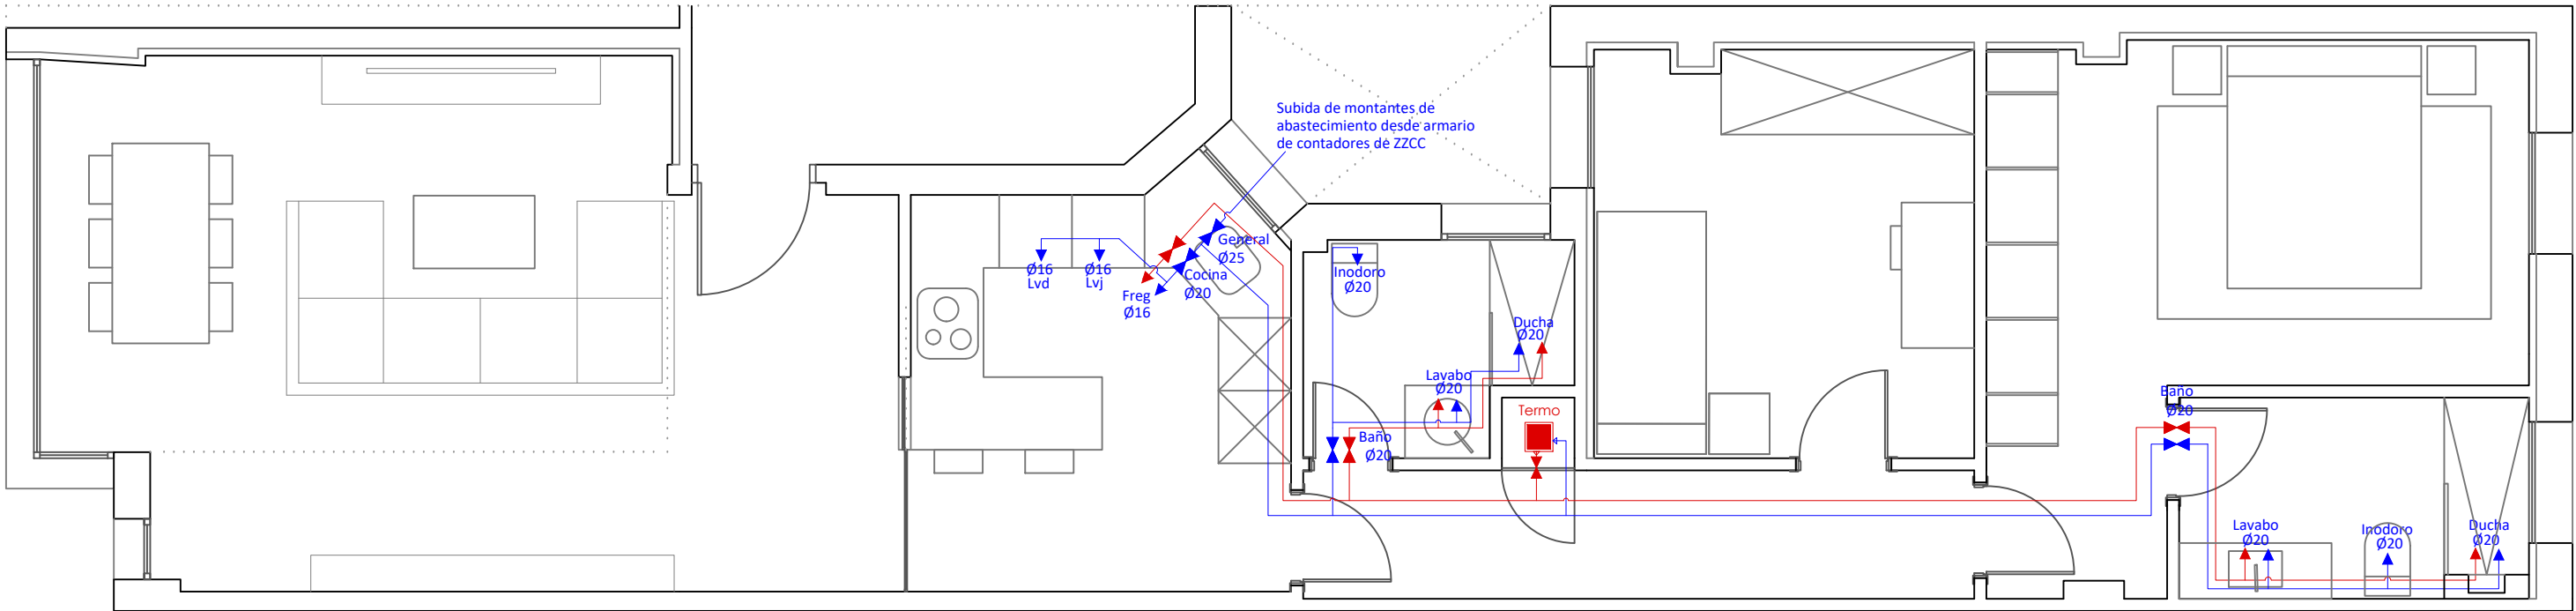 Subida de montantes de
abastecimiento desde armario
de contadores de ZZCC
General
Ø25
Ø16
Lvd
Ø16
Lvj
Cocina
Ø20
Freg
Ø16
Inodoro
Ø20
Ducha
Ø20
Lavabo
Ø20
Termo
Baño
Ø20
Baño
Ø20
Lavabo
Ø20
Inodoro
Ø20
Ducha
Ø20